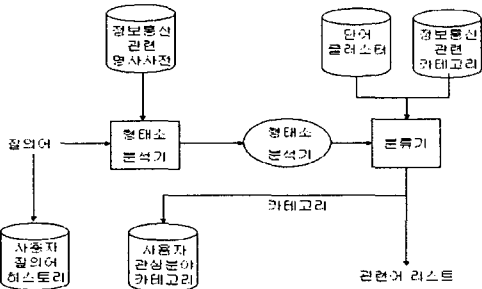 정보통신
관련
명사사전
단어
클러스터
정보통신
관련
카테고리
질의어
형태소
분석기
형태소
분석기
분류기
카테고리
사용자
질의어
히스토리
사용자
관심분야
카테고리
관련어 리스트